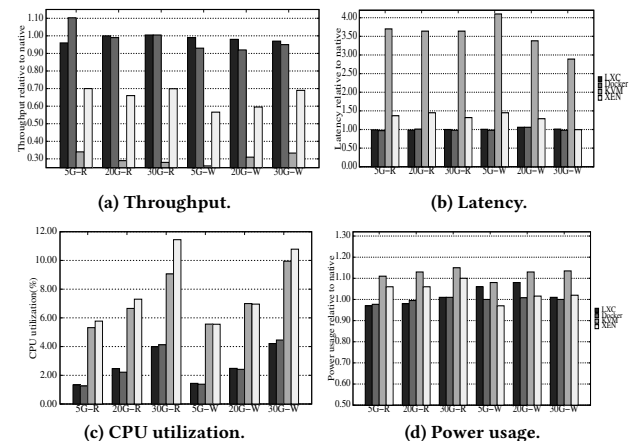 Throughput relative to native
1.10
1.00
0.90
0.80
0.70
0.60
0.50
0.40
0.30
5G-R 20G-R 30G-R 5G-W 20G-W 30G-W
(a) Throughput.
Latency relative to native
4.00
3.50
3.00
2.50
2.00
1.50
1.00
0.50
0.00
5G-R 20G-R 30G-R 5G-W 20G-W 30G-W
LXC
Docker
KVM
XEN
(b) Latency.
CPU utilization(%)
12.00
10.00
8.00
6.00
4.00
2.00
0.00
5G-R 20G-R 30G-R 5G-W 20G-W 30G-W
(c) CPU utilization.
Power usage relative to native
1.30
1.20
1.10
1.00
0.90
0.80
0.70
0.60
0.50
5G-R 20G-R 30G-R 5G-W 20G-W 30G-W
LXC
Docker
KVM
XEN
(d) Power usage.